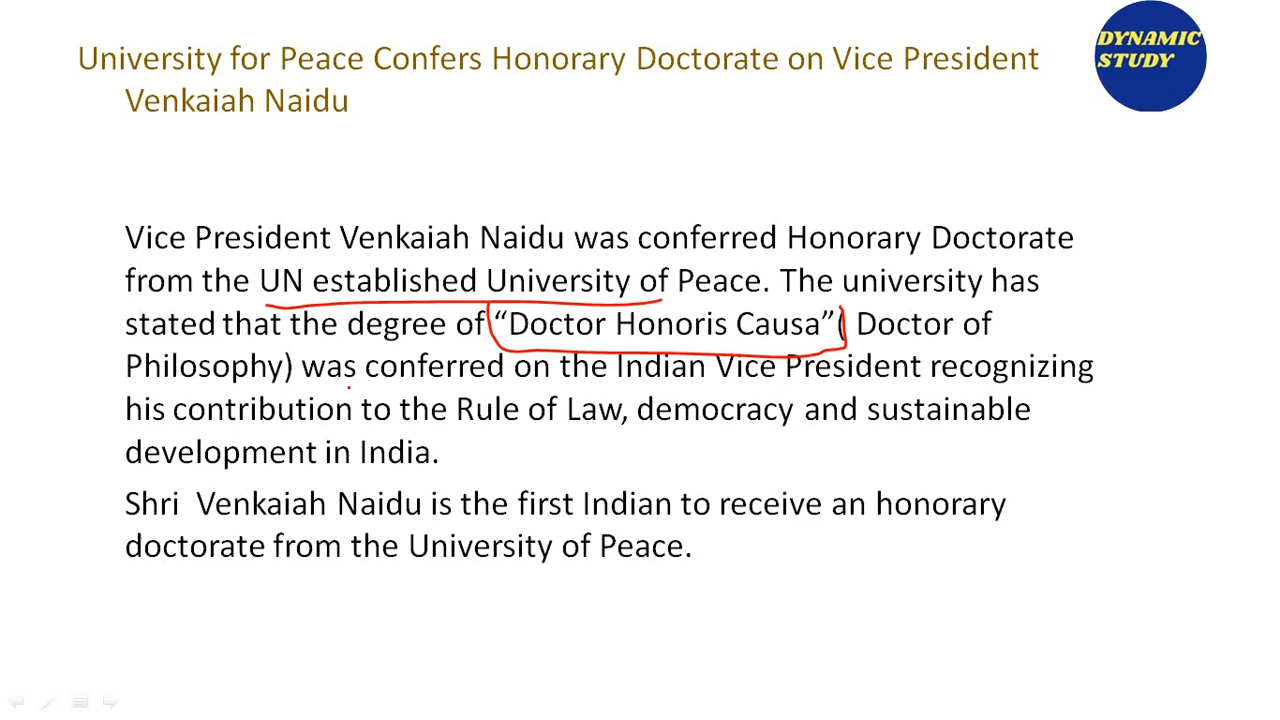 University for Peace Confers Honorary Doctorate on Vice President
Venkaiah Naidu
DYNAMIC
STUDY
Vice President Venkaiah Naidu was conferred Honorary Doctorate
from the UN established University of Peace. The university has
stated that the degree of “Doctor Honoris Causa”( Doctor of
Philosophy) was conferred on the Indian Vice President recognizing
his contribution to the Rule of Law, democracy and sustainable
development in India.
Shri  Venkaiah Naidu is the first Indian to receive an honorary
doctorate from the University of Peace.